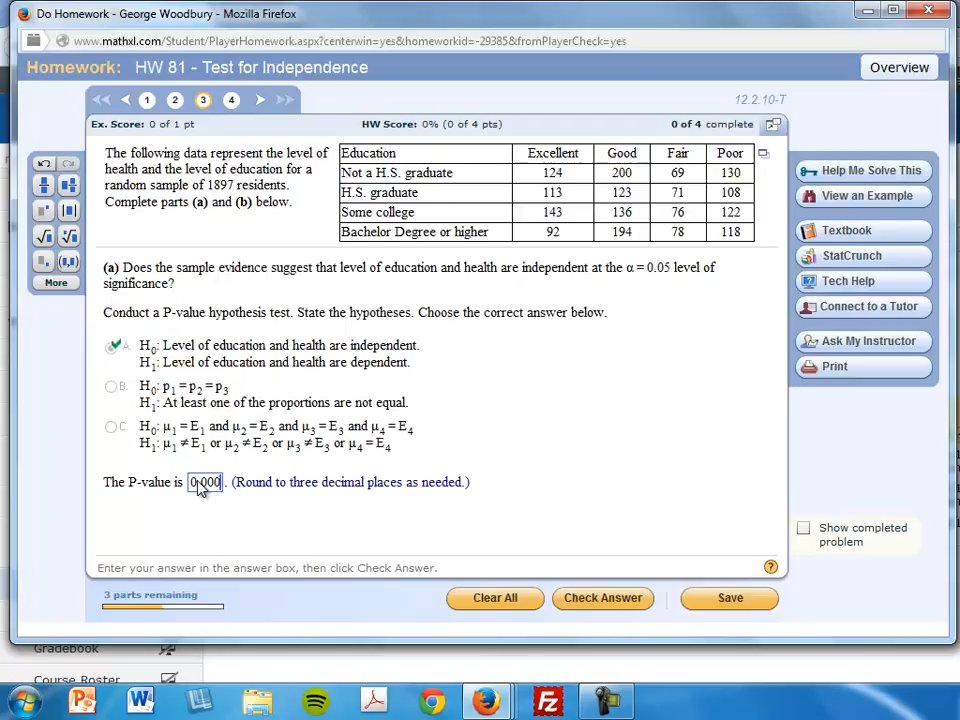 Do Homework - George Woodbury - Mozilla Firefox
www.mathxl.com/Student/PlayerHomework.aspx?centerwin=yes&homeworkid=-29385&fromPlayerCheck=yes
Homework: HW 81 - Test for Independence
Overview
1 2 3 4
12.2.10-T
Ex. Score: 0 of 1 pt
HW Score: 0% (0 of 4 pts)
0 of 4 complete
The following data represent the level of
health and the level of education for a
random sample of 1897 residents.
Complete parts (a) and (b) below.
Education Excellent Good Fair Poor
Not a H.S. graduate 124 200 69 130
H.S. graduate 113 123 71 108
Some college 143 136 76 122
Bachelor Degree or higher 92 194 78 118
More
Help Me Solve This
View an Example
Textbook
StatCrunch
Tech Help
Connect to a Tutor
Ask My Instructor
Print
(a) Does the sample evidence suggest that level of education and health are independent at the α = 0.05 level of
significance?
Conduct a P-value hypothesis test. State the hypotheses. Choose the correct answer below.
A. H0: Level of education and health are independent.
H1: Level of education and health are dependent.
B. H0: p1 = p2 = p3
H1: At least one of the proportions are not equal.
C. H0: μ1 = E1 and μ2 = E2 and μ3 = E3 and μ4 = E4
H1: μ1 ≠ E1 or μ2 ≠ E2 or μ3 ≠ E3 or μ4 = E4
The P-value is 0.000. (Round to three decimal places as needed.)
Show completed
problem
Enter your answer in the answer box, then click Check Answer.
?
3 parts remaining
Clear All
Check Answer
Save
Gradebook
Course Roster